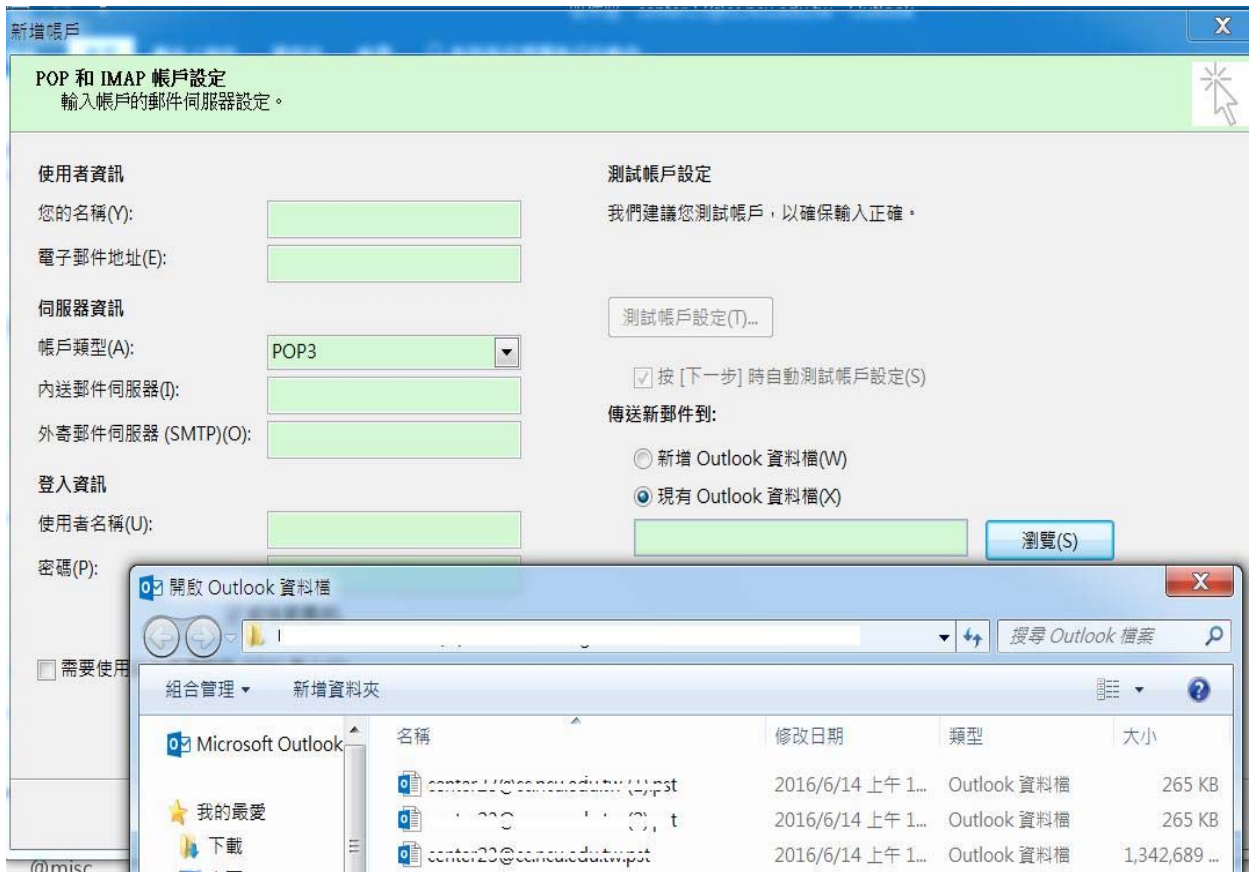 新增帳戶
POP 和 IMAP 帳戶設定
輸入帳戶的郵件伺服器設定。
使用者資訊
您的名稱(Y):
電子郵件地址(E):
伺服器資訊
帳戶類型(A):
POP3
內送郵件伺服器(I):
外寄郵件伺服器 (SMTP)(O):
登入資訊
使用者名稱(U):
密碼(P):
需要使用
測試帳戶設定
我們建議您測試帳戶，以確保輸入正確。
測試帳戶設定(T)...
按 [下一步] 時自動測試帳戶設定(S)
傳送新郵件到:
新增 Outlook 資料檔(W)
現有 Outlook 資料檔(X)
瀏覽(S)
開啟 Outlook 資料檔
搜尋 Outlook 檔案
組合管理
新增資料夾
Microsoft Outlook
我的最愛
下載
名稱 修改日期 類型 大小
2016/6/14 上午 1... Outlook 資料檔 265 KB
2016/6/14 上午 1... Outlook 資料檔 265 KB
2016/6/14 上午 1... Outlook 資料檔 1,342,689 ...
@misc